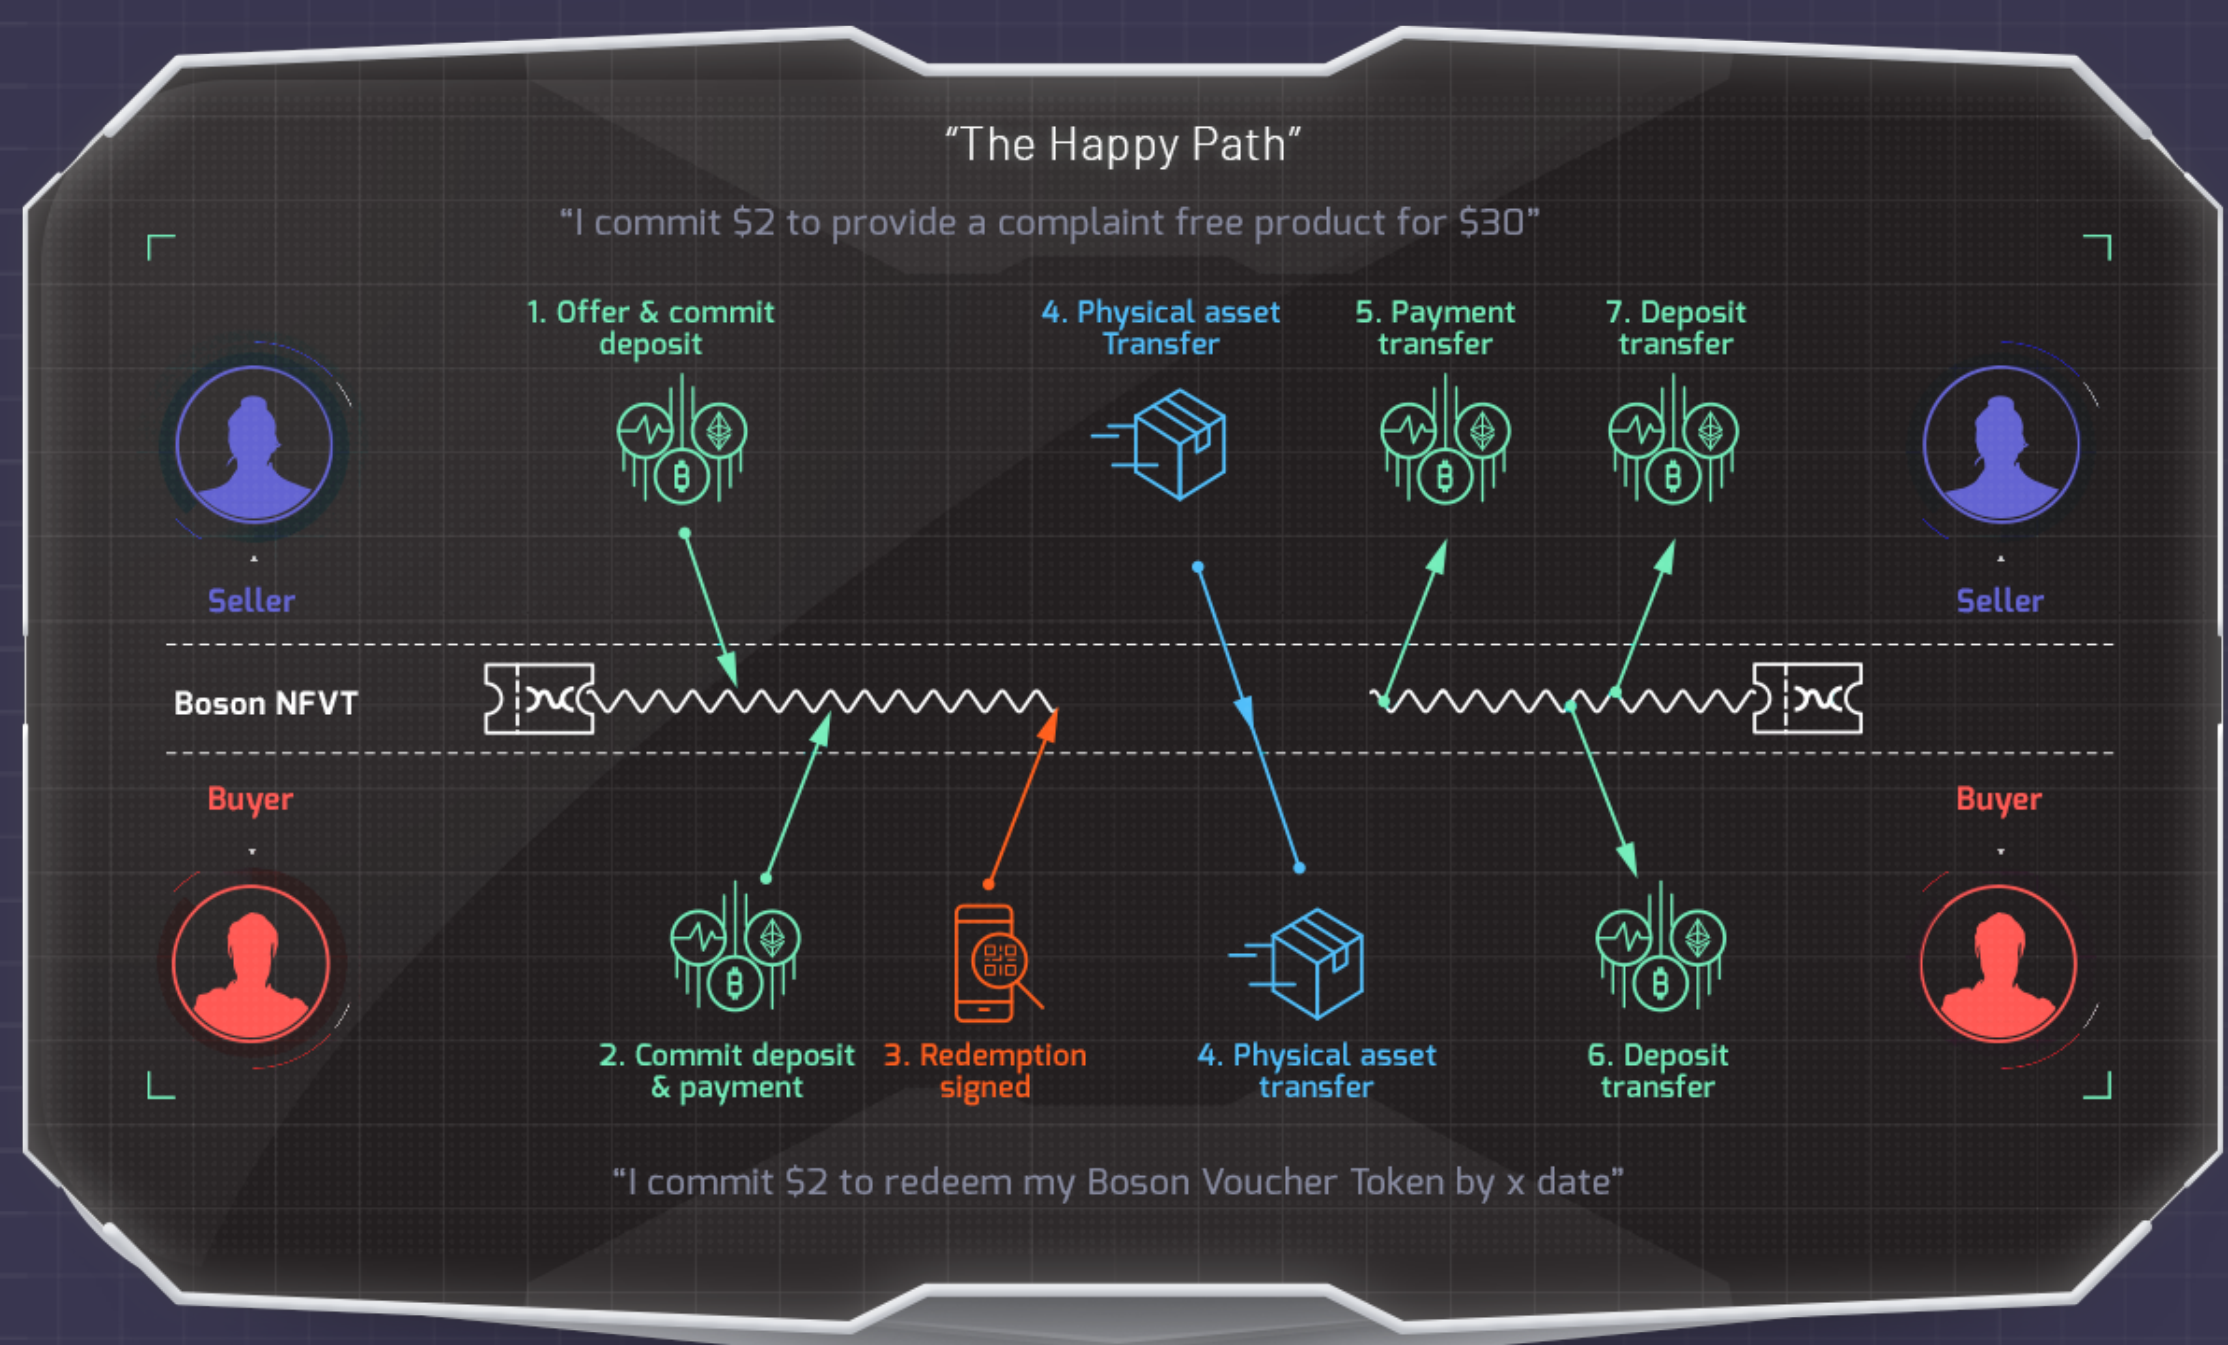 “The Happy Path”
“I commit $2 to provide a complaint free product for $30”
1. Offer & commit
deposit
4. Physical asset
Transfer
5. Payment
transfer
7. Deposit
transfer
Seller
Seller
Boson NFVT
Buyer
Buyer
2. Commit deposit
& payment
3. Redemption
signed
4. Physical asset
transfer
6. Deposit
transfer
“I commit $2 to redeem my Boson Voucher Token by x date”